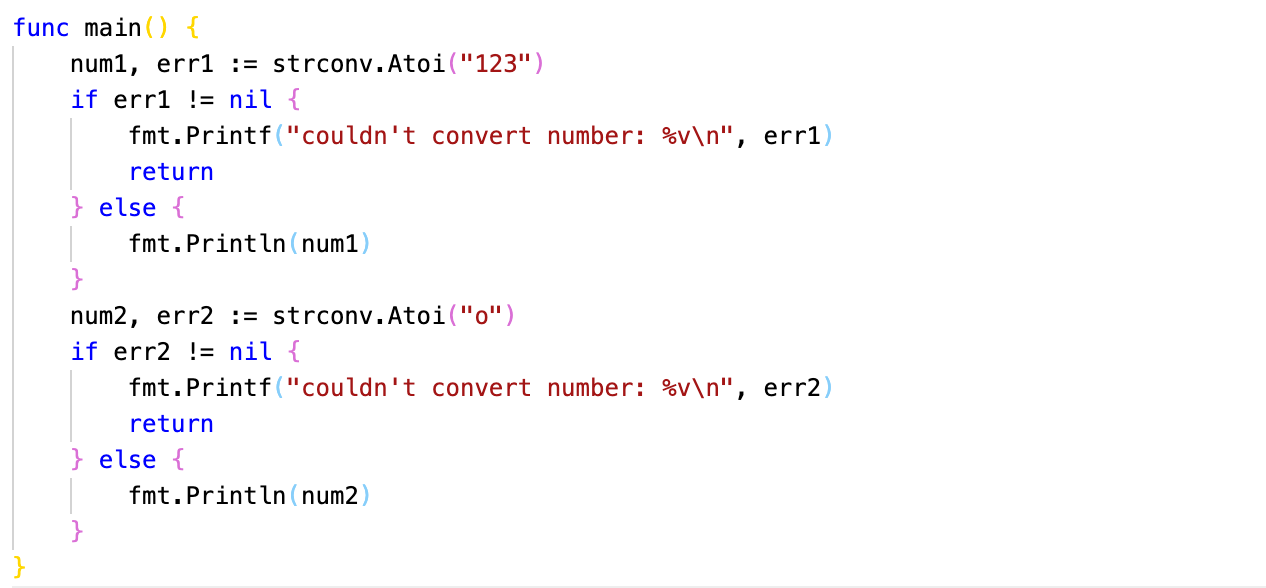 func main() {
    num1, err1 := strconv.Atoi("123")
    if err1 != nil {
        fmt.Printf("couldn't convert number: %v\n", err1)
        return
    } else {
        fmt.Println(num1)
    }
    num2, err2 := strconv.Atoi("o")
    if err2 != nil {
        fmt.Printf("couldn't convert number: %v\n", err2)
        return
    } else {
        fmt.Println(num2)
    }
}